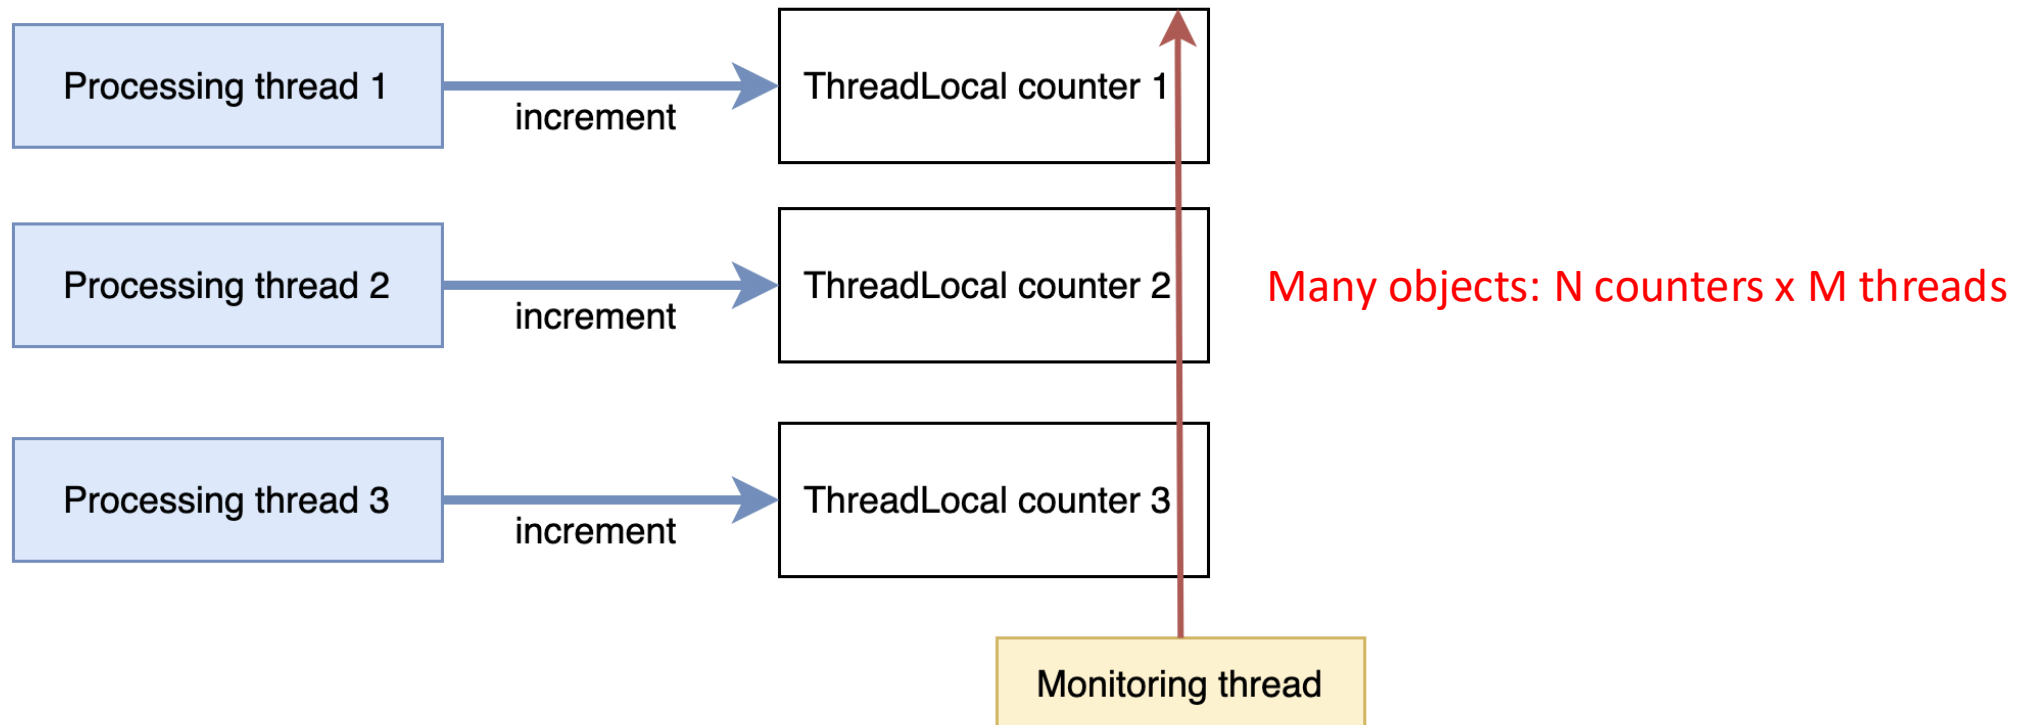 Processing thread 1
increment
ThreadLocal counter 1
Processing thread 2
increment
ThreadLocal counter 2
Many objects: N counters x M threads
Processing thread 3
increment
ThreadLocal counter 3
Monitoring thread